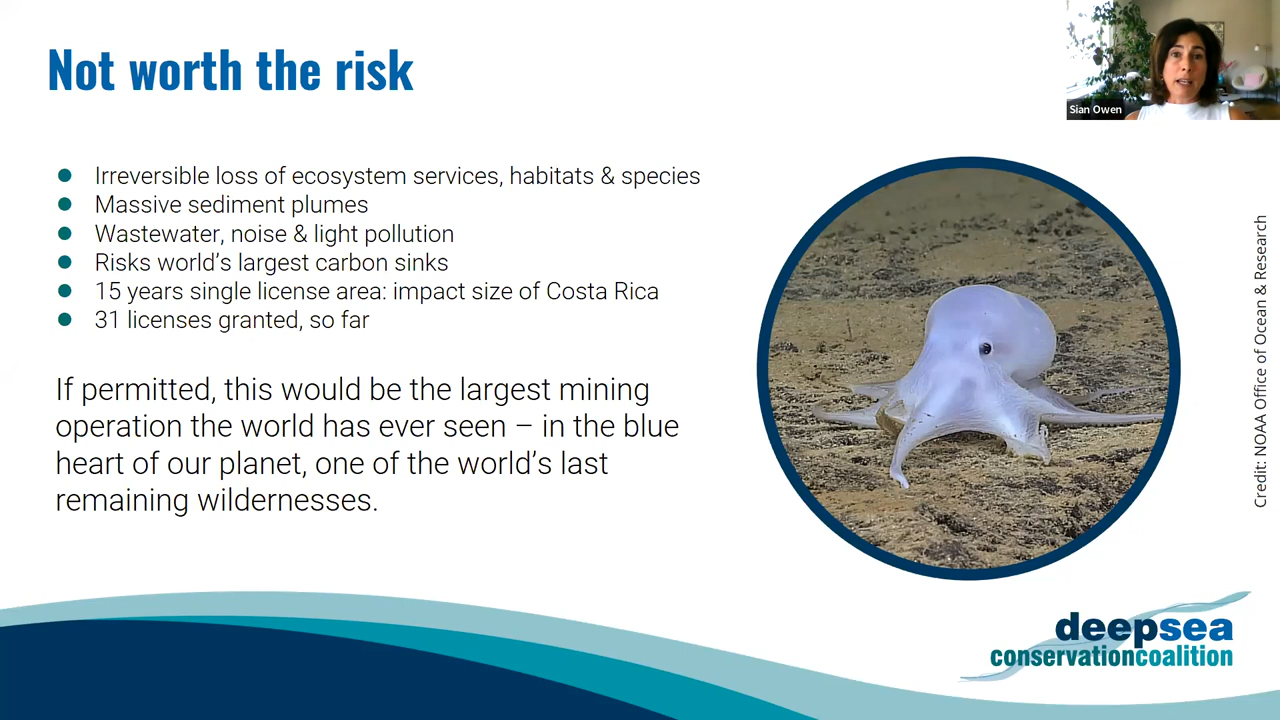 Not worth the risk
Sian Owen
Irreversible loss of ecosystem services, habitats & species
Massive sediment plumes
Wastewater, noise & light pollution
Risks world's largest carbon sinks
15 years single license area: impact size of Costa Rica
31 licenses granted, so far
If permitted, this would be the largest mining
operation the world has ever seen – in the blue
heart of our planet, one of the world's last
remaining wildernesses.
Credit: NOAA Office of Ocean & Research
deepsea
conservationcoalition